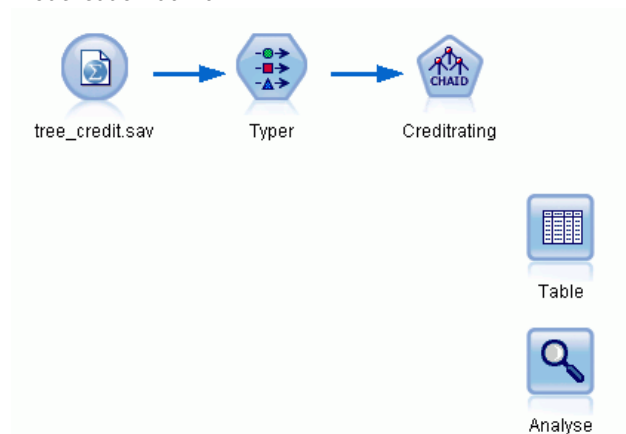 tree_credit.sav
Typer
CHAID
Creditrating
Table
Analyse